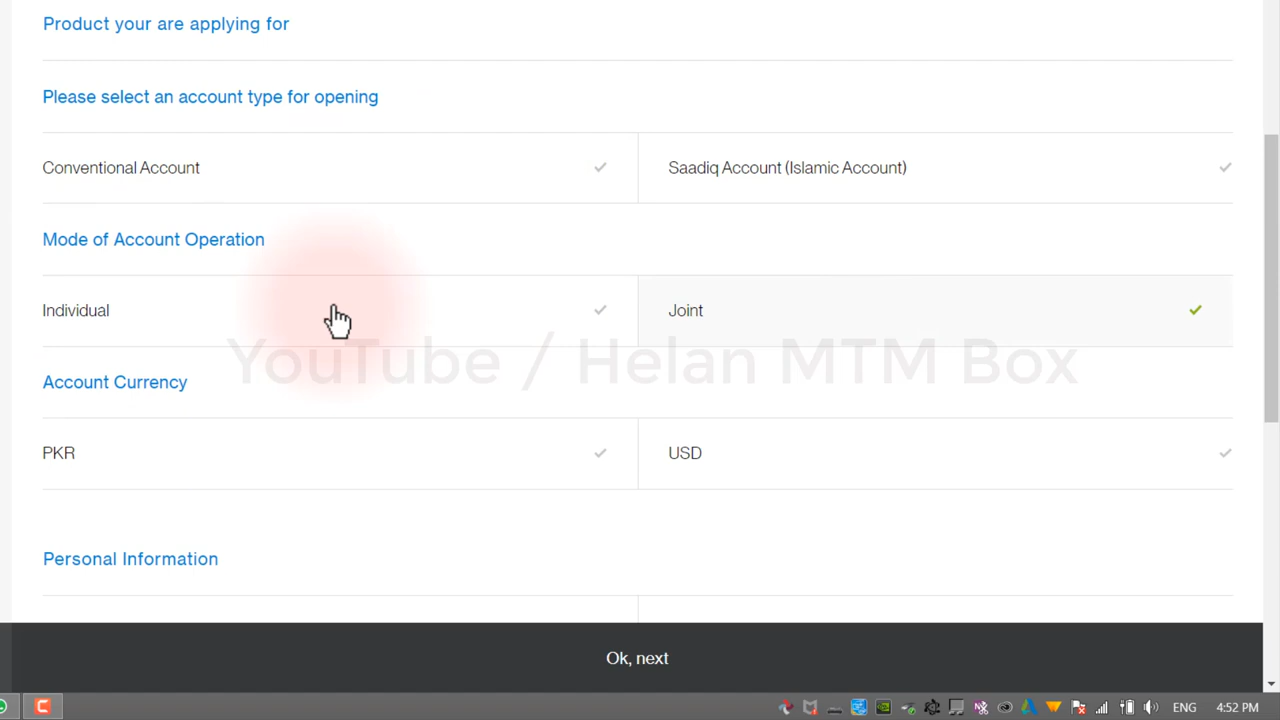 Product your are applying for
Please select an account type for opening
Conventional Account
Saadiq Account (Islamic Account)
Mode of Account Operation
Individual
Joint
YouTube / Helan MTM Box
Account Currency
PKR
USD
Personal Information
Ok, next
ENG
4:52 PM